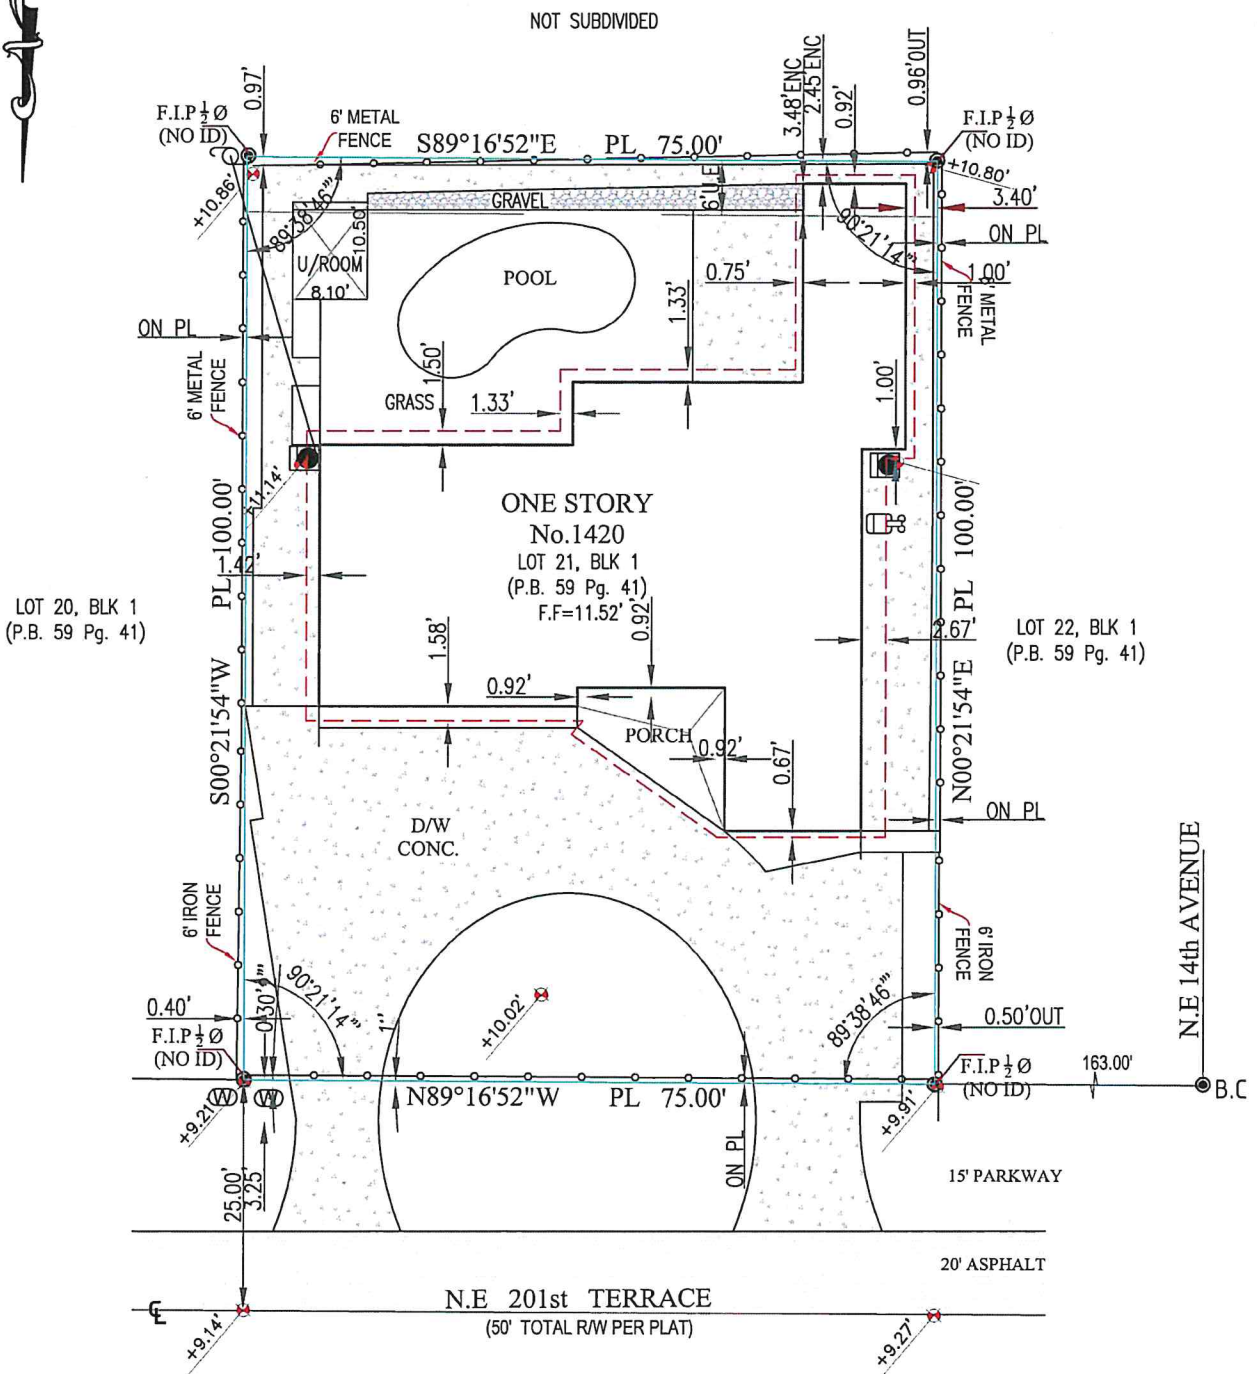 NOT SUBDIVIDED
0.97'
3.48'ENC
2.45'ENC
0.92'
0.96'OUT
F.I.P ½ Ø
(NO ID)
6' METAL
FENCE
S89°16'52"E PL 75.00'
F.I.P ½ Ø
(NO ID)
+10.86'
+10.80'
3.40'
89°38'46"'
6' U.E
GRAVEL
10.50'
U/ROOM
8.10'
POOL
0.75'
90°21'14"'
ON PL
1.00'
6' METAL
FENCE
1.33'
ON PL
6' METAL
FENCE
1.50'
GRASS
1.33'
1.00'
+11.14'
ONE STORY
No.1420
LOT 21, BLK 1
(P.B. 59 Pg. 41)
F.F=11.52'
S00°21'54"W PL 100.00'
N00°21'54"E PL 100.00'
1.42'
LOT 20, BLK 1
(P.B. 59 Pg. 41)
LOT 22, BLK 1
(P.B. 59 Pg. 41)
1.58'
0.92'
2.67'
0.92'
PORCH
0.92'
0.67'
ON PL
D/W
CONC.
6' IRON
FENCE
6' IRON
FENCE
N.E 14th AVENUE
0.40'
0.30'
90°21'14"'
1'
+10.02'
89°38'46"'
0.50'OUT
F.I.P ½ Ø
(NO ID)
F.I.P ½ Ø
(NO ID)
163.00'
B.C
W
W
+9.21'
N89°16'52"W PL 75.00'
+9.91'
ON PL
25.00'
3.25'
15' PARKWAY
20' ASPHALT
N.E 201st TERRACE
(50' TOTAL R/W PER PLAT)
℄
+9.14'
+9.27'